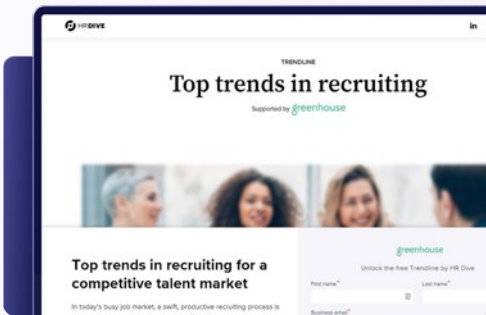 HRDIVE
in
TRENDLINE
Top trends in recruiting
Supported by greenhouse
Top trends in recruiting for a
competitive talent market
In today's busy job market, a swift, productive recruiting process is
greenhouse
Unlock the free Trendline by HR Dive
First name* Last name*
Business email*